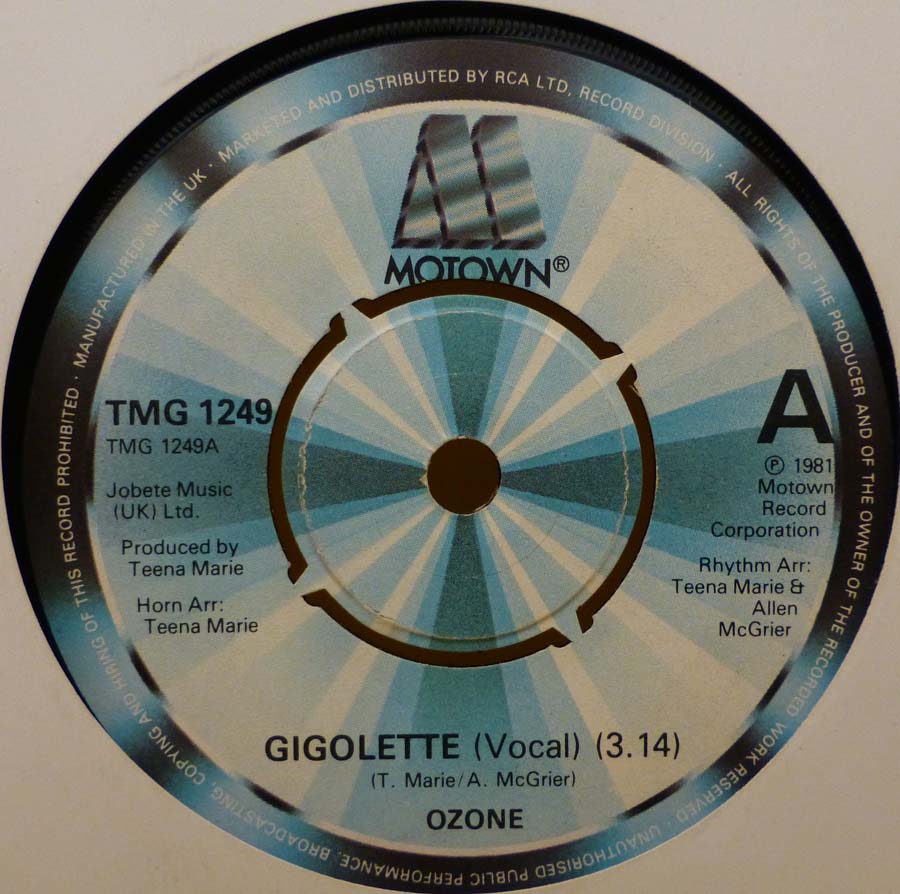 MANUFACTURED IN THE UK · MARKETED AND DISTRIBUTED BY RCA LTD, RECORD DIVISION · ALL RIGHTS OF THE PRODUCER AND OF THE OWNER OF THE RECORDED WORK RESERVED · UNAUTHORISED PUBLIC PERFORMANCE, BROADCASTING, COPYING AND HIRING OF THIS RECORD PROHIBITED ·
MOTOWN®
TMG 1249
TMG 1249A
Jobete Music
(UK) Ltd.
Produced by
Teena Marie
Horn Arr:
Teena Marie
A
℗ 1981
Motown
Record
Corporation
Rhythm Arr:
Teena Marie &
Allen
McGrier
GIGOLETTE (Vocal) (3.14)
(T. Marie/A. McGrier)
OZONE